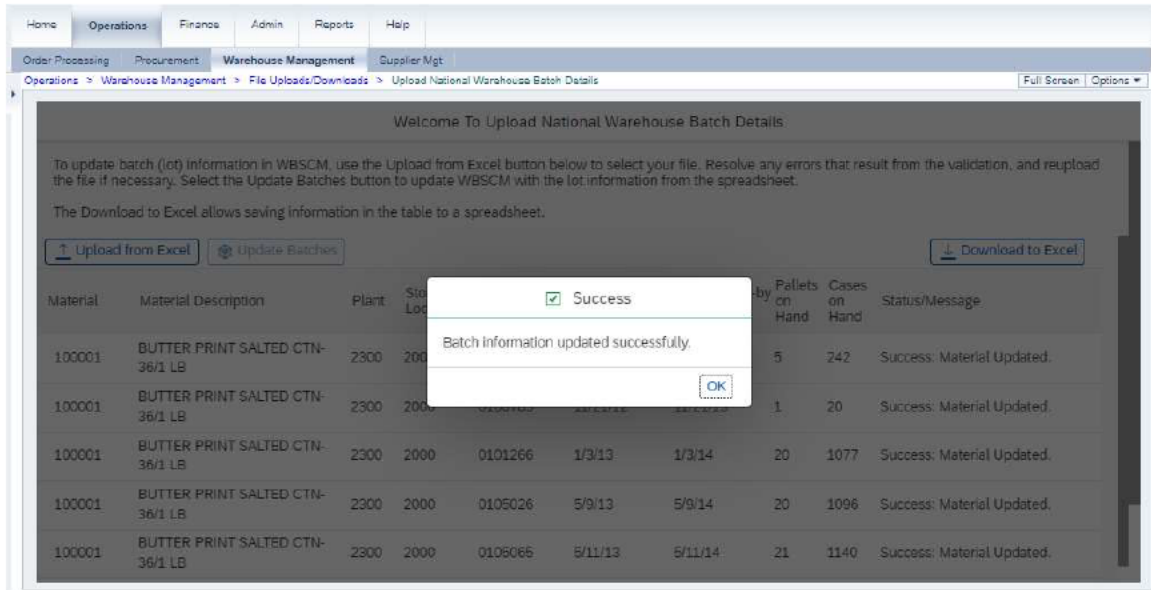 Home Operations Finance Admin Reports Help
Order Processing Procurement Warehouse Management Supplier Mgt
Operations > Warehouse Management > File Uploads/Downloads > Upload National Warehouse Batch Details
Full Screen Options
Welcome To Upload National Warehouse Batch Details
To update batch (lot) information in WBSCM, use the Upload from Excel button below to select your file. Resolve any errors that result from the validation, and reupload
the file if necessary. Select the Update Batches button to update WBSCM with the lot information from the spreadsheet.
The Download to Excel allows saving information in the table to a spreadsheet.
Upload from Excel Update Batches Download to Excel
Material Material Description Plant Sto -by Pallets on Hand Cases on Hand Status/Message
Loc
Success
Batch information updated successfully.
OK
100001 BUTTER PRINT SALTED CTN- 2300 200 5 242 Success: Material Updated.
36/1 LB
100001 BUTTER PRINT SALTED CTN- 2300 2000 1 20 Success: Material Updated.
36/1 LB
100001 BUTTER PRINT SALTED CTN- 2300 2000 0101266 1/3/13 1/3/14 20 1077 Success: Material Updated.
36/1 LB
100001 BUTTER PRINT SALTED CTN- 2300 2000 0105026 5/9/13 5/9/14 20 1096 Success: Material Updated.
36/1 LB
100001 BUTTER PRINT SALTED CTN- 2300 2000 5/11/13 5/11/14 21 1140 Success: Material Updated.
36/1 LB